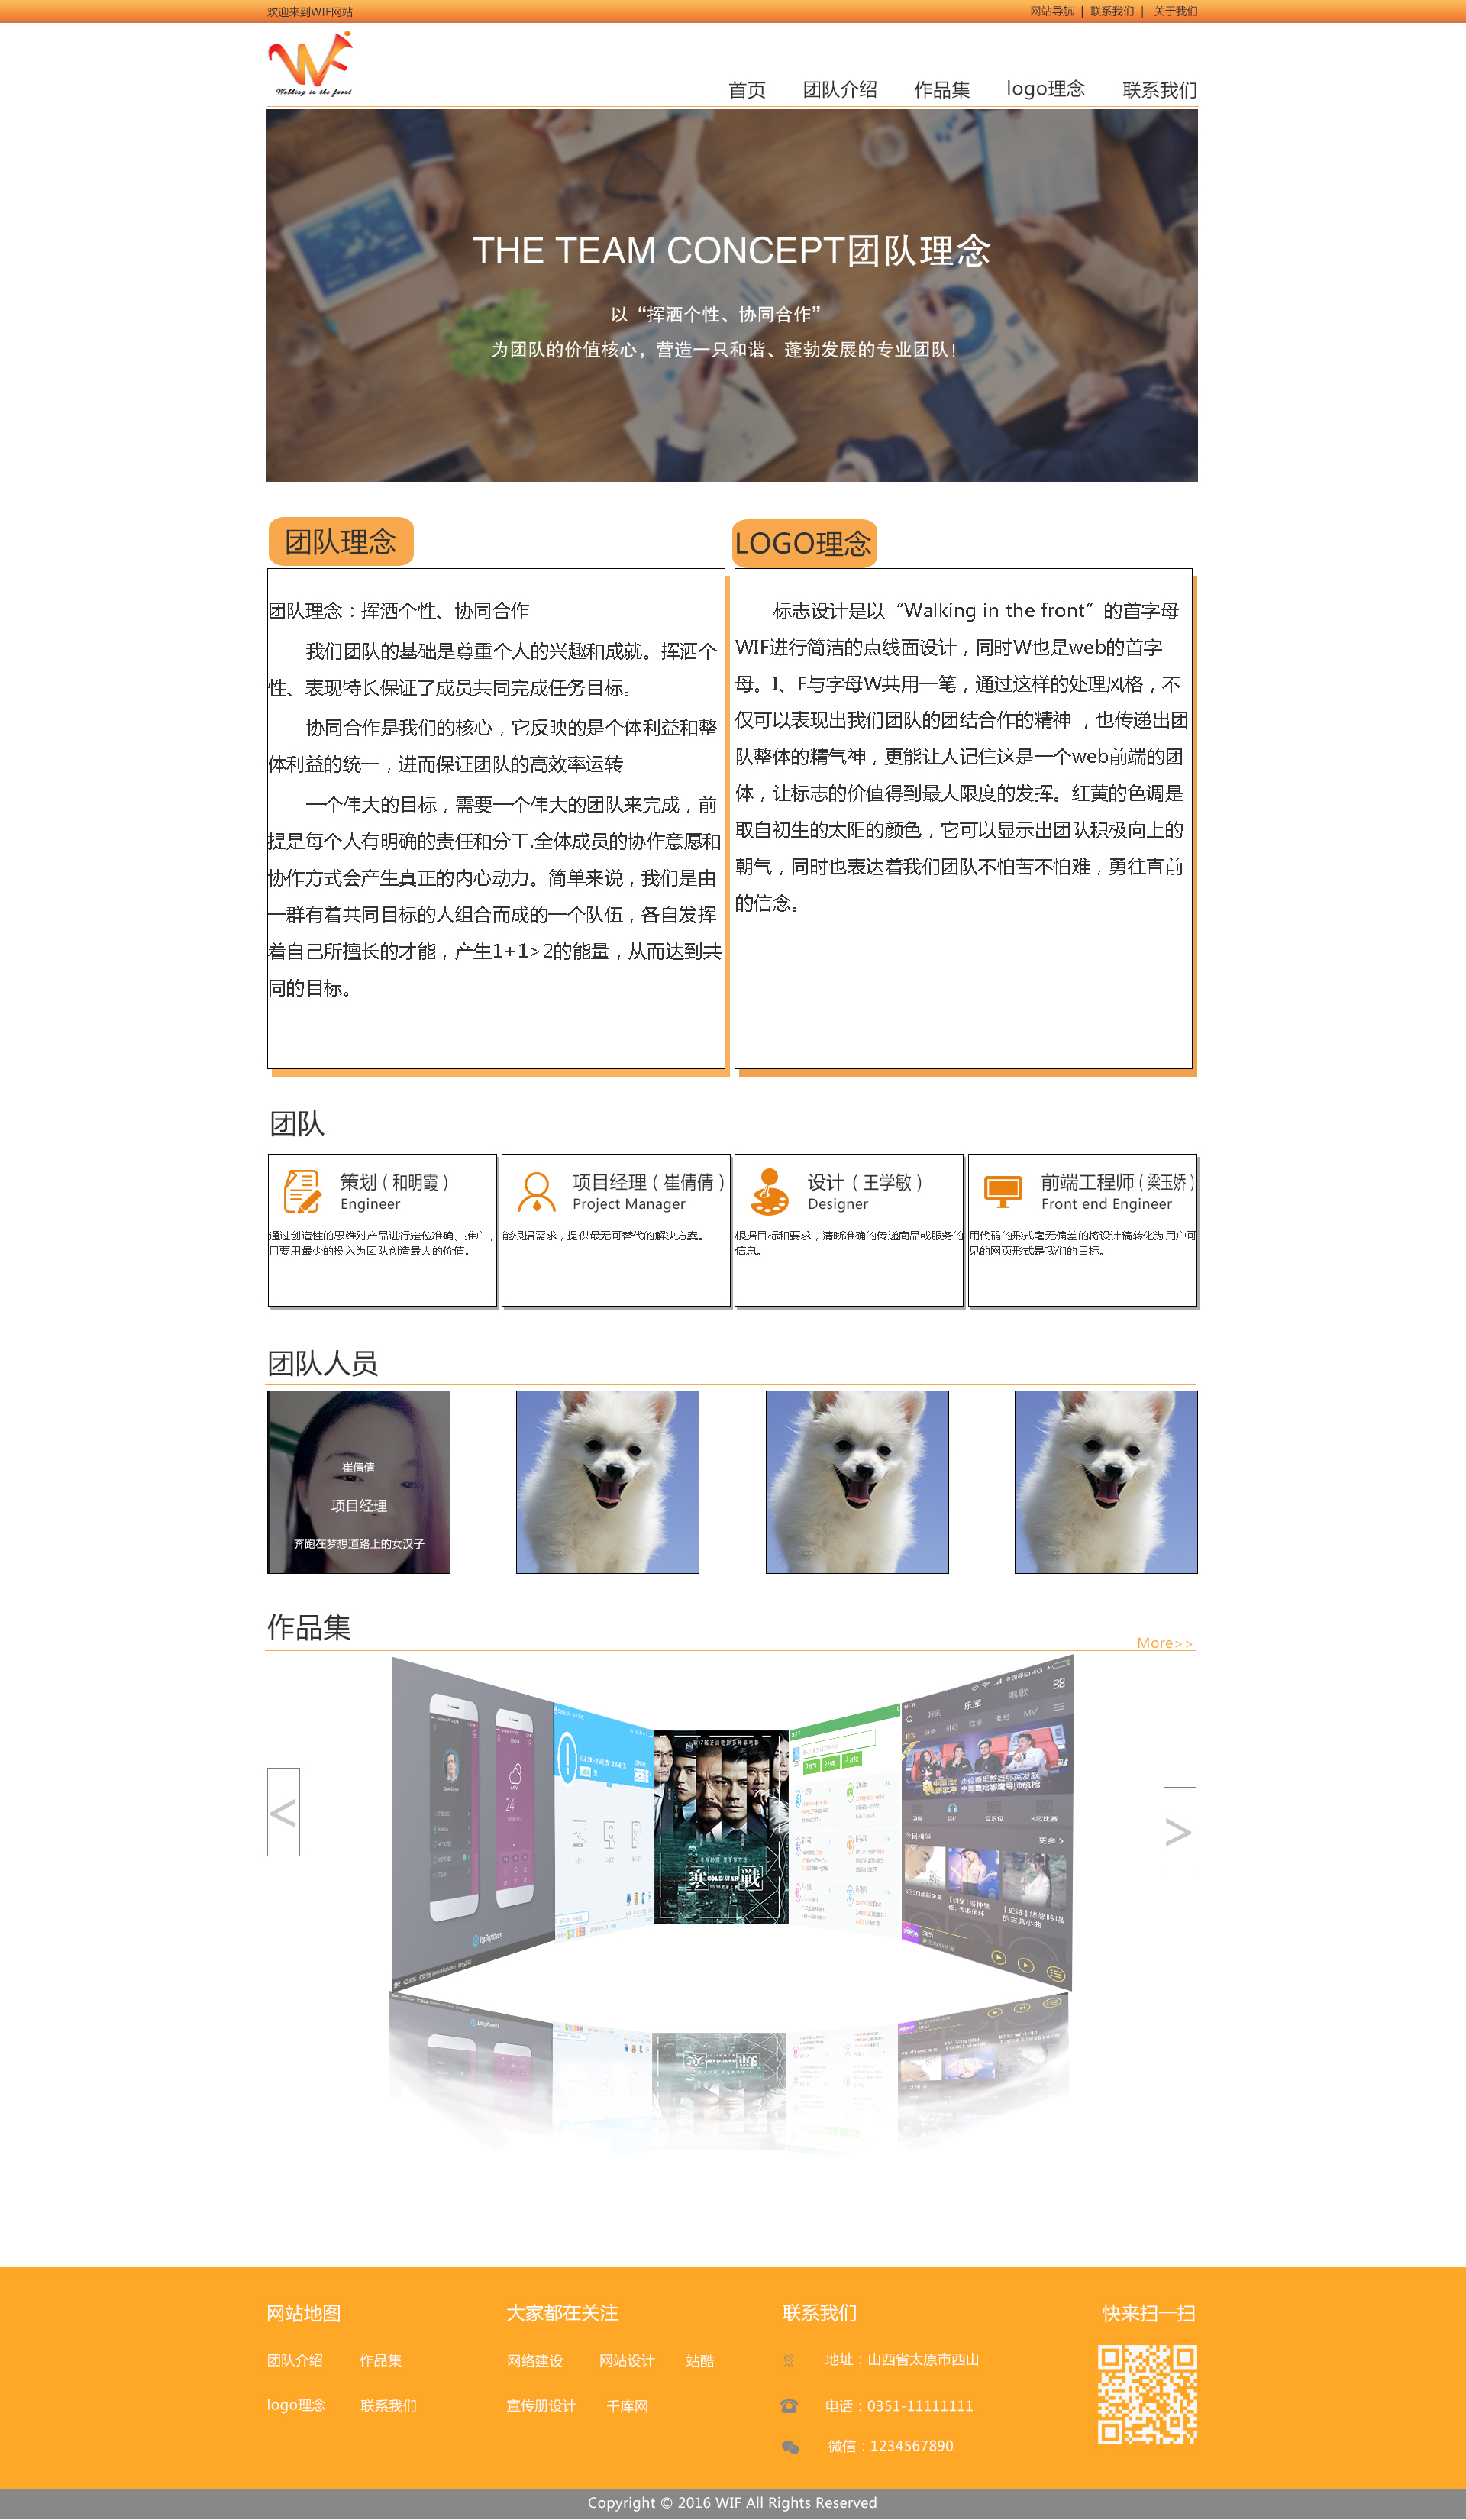 欢迎来到WIF网站
网站导航 | 联系我们 | 关于我们
Walking in the front
首页 团队介绍 作品集 logo理念 联系我们
THE TEAM CONCEPT团队理念
以“挥洒个性、协同合作”
为团队的价值核心，营造一只和谐、蓬勃发展的专业团队！
团队理念
团队理念：挥洒个性、协同合作
我们团队的基础是尊重个人的兴趣和成就。挥洒个
性、表现特长保证了成员共同完成任务目标。
协同合作是我们的核心，它反映的是个体利益和整
体利益的统一，进而保证团队的高效率运转
一个伟大的目标，需要一个伟大的团队来完成，前
提是每个人有明确的责任和分工.全体成员的协作意愿和
协作方式会产生真正的内心动力。简单来说，我们是由
一群有着共同目标的人组合而成的一个队伍，各自发挥
着自己所擅长的才能，产生1+1>2的能量，从而达到共
同的目标。
LOGO理念
标志设计是以“Walking in the front”的首字母
WIF进行简洁的点线面设计，同时W也是web的首字
母。I、F与字母W共用一笔，通过这样的处理风格，不
仅可以表现出我们团队的团结合作的精神 ，也传递出团
队整体的精气神，更能让人记住这是一个web前端的团
体，让标志的价值得到最大限度的发挥。红黄的色调是
取自初生的太阳的颜色，它可以显示出团队积极向上的
朝气，同时也表达着我们团队不怕苦不怕难，勇往直前
的信念。
团队
策划（和明霞）
Engineer
通过创造性的思维对产品进行定位准确、推广，
且要用最少的投入为团队创造最大的价值。
项目经理（崔倩倩）
Project Manager
能根据需求，提供最无可替代的解决方案。
设计（王学敏）
Designer
根据目标和要求，清晰准确的传递商品或服务的
信息。
前端工程师（梁玉娇）
Front end Engineer
用代码的形式毫无偏差的将设计稿转化为用户可
见的网页形式是我们的目标。
团队人员
崔倩倩
项目经理
奔跑在梦想道路上的女汉子
作品集
More>>
<
>
24°
寒戰
COLD WAR
中国移动 4G
我的 乐库 唱歌
电台 MV
K歌比赛
今日精华
更多 >
网站地图
团队介绍 作品集
logo理念 联系我们
大家都在关注
网络建设 网站设计 站酷
宣传册设计 千库网
联系我们
地址：山西省太原市西山
电话：0351-11111111
微信：1234567890
快来扫一扫
Copyright © 2016 WIF All Rights Reserved